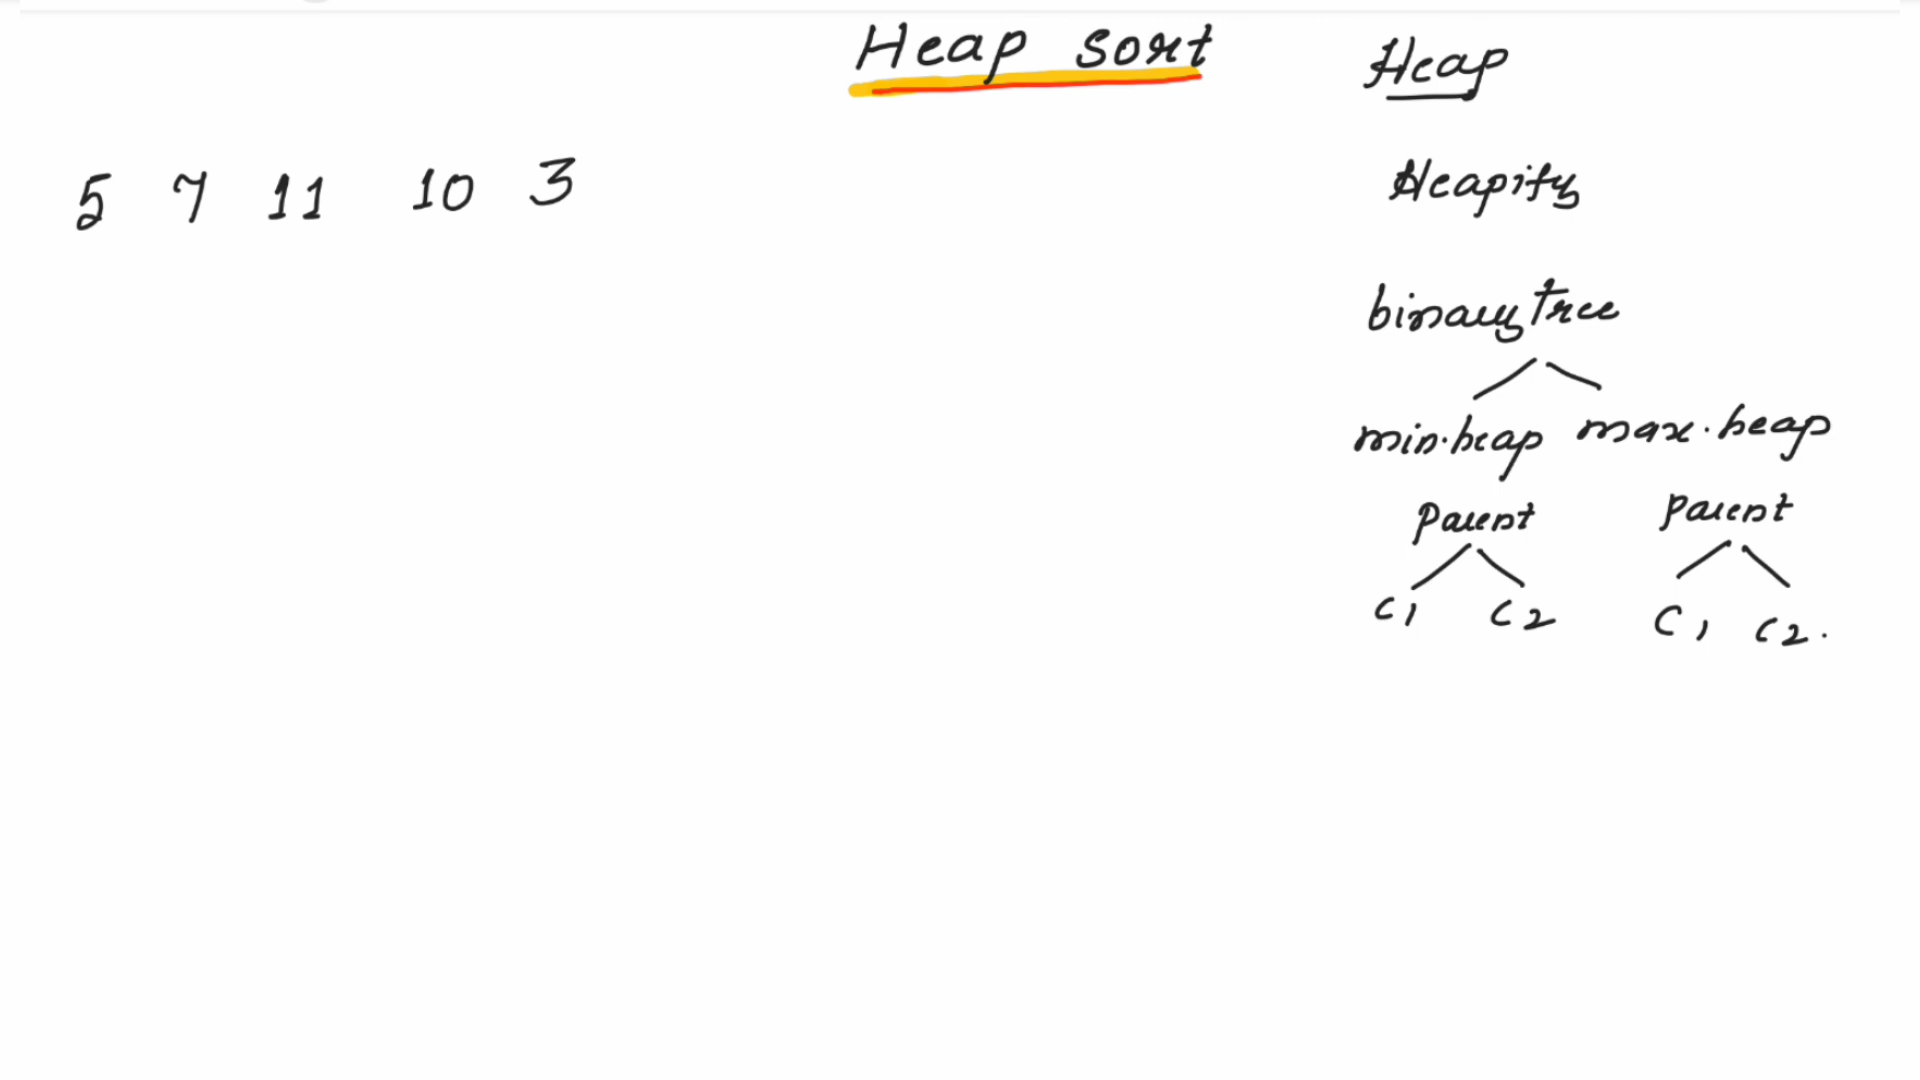 Heap sort
Heap
5 7 11 10 3
Heapify
binary tree
min.heap max.heap
Parent Parent
C1 C2 C1 C2.